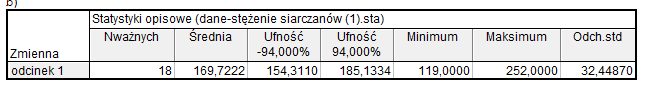 b)
Statystyki opisowe (dane-stężenie siarczanów (1).sta)
Zmienna Nważnych Średnia Ufność -94,000% Ufność 94,000% Minimum Maksimum Odch.std
odcinek 1 18 169,7222 154,3110 185,1334 119,0000 252,0000 32,44870